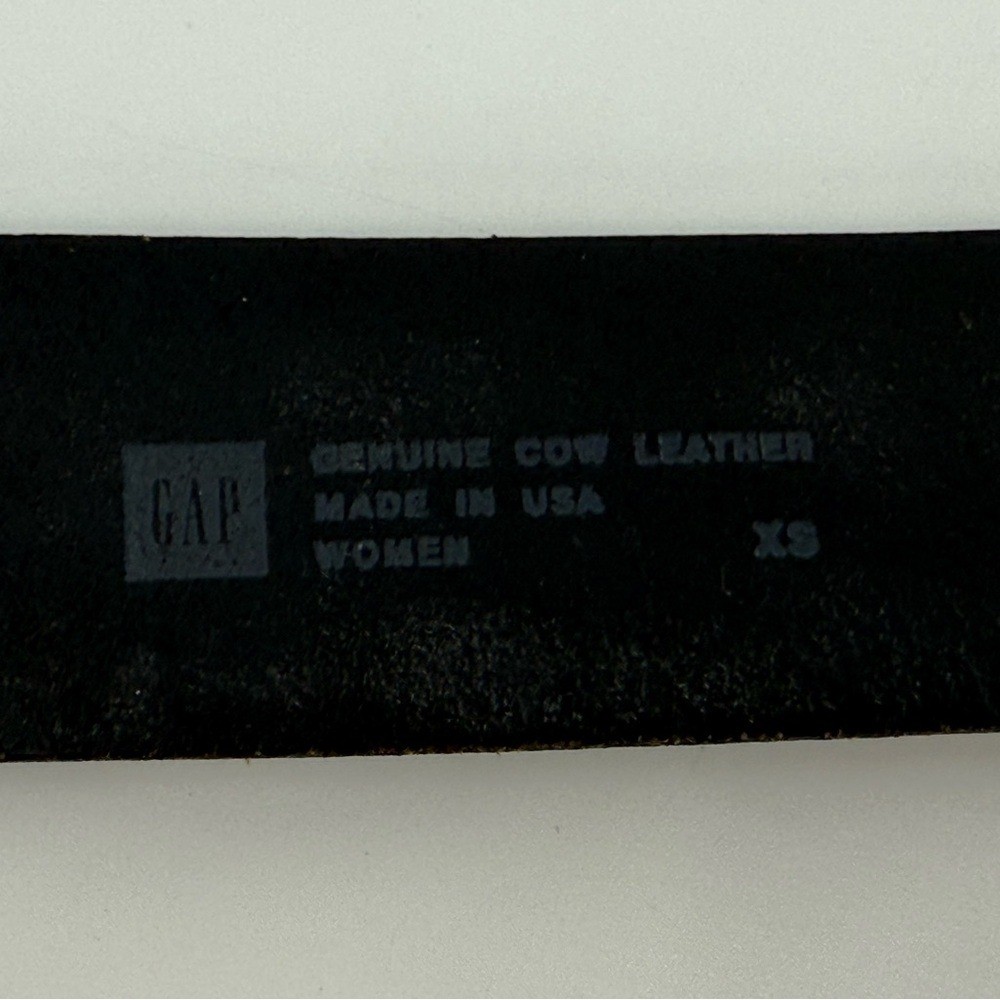 GAP
GENUINE COW LEATHER
MADE IN USA
WOMEN XS